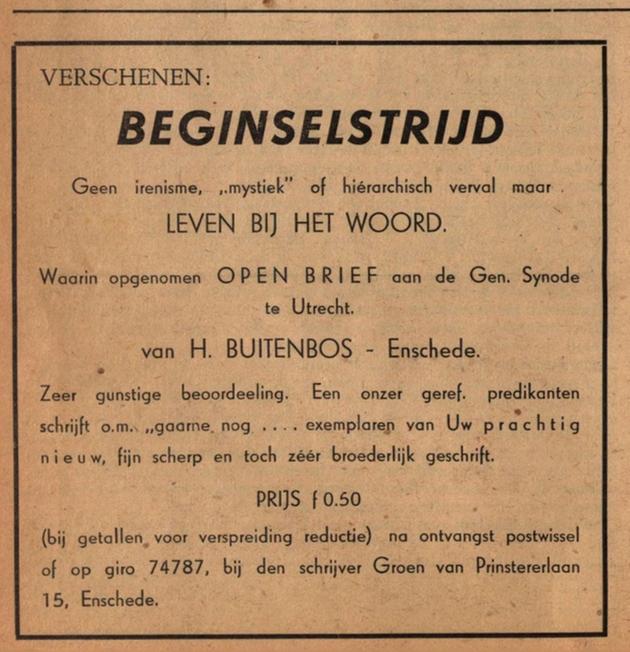 VERSCHENEN:
BEGINSELSTRIJD
Geen irenisme, „mystiek” of hiérarchisch verval maar
LEVEN BIJ HET WOORD.
Waarin opgenomen OPEN BRIEF aan de Gen. Synode
te Utrecht.
van H. BUITENBOS - Enschede.
Zeer gunstige beoordeeling. Een onzer geref. predikanten
schrijft o.m. „gaarne nog .... exemplaren van Uw prachtig
nieuw, fijn scherp en toch zéér broederlijk geschrift.
PRIJS f 0.50
(bij getallen voor verspreiding reductie) na ontvangst postwissel
of op giro 74787, bij den schrijver Groen van Prinstererlaan
15, Enschede.